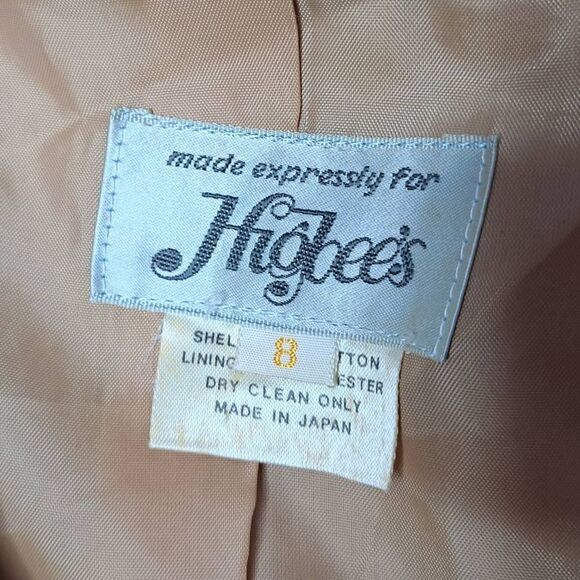 made expressly for
Higbee's
8
SHEL TTON
LINING ESTER
DRY CLEAN ONLY
MADE IN JAPAN